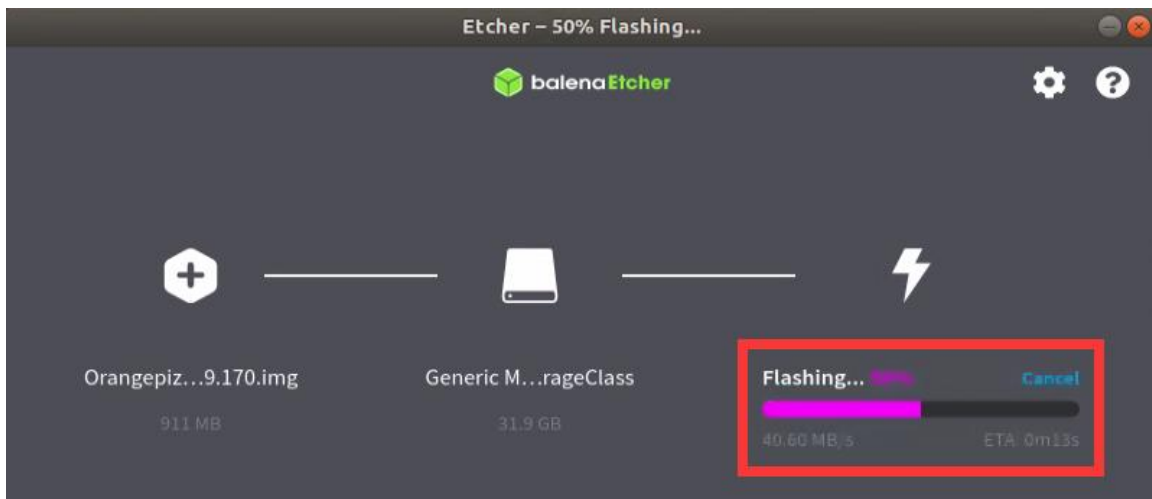 Etcher – 50% Flashing...
balenaEtcher
Orangepiz...9.170.img
Generic M...rageClass
Flashing... 50%
Cancel
911 MB
31.9 GB
40.60 MB/s
ETA: 0m13s